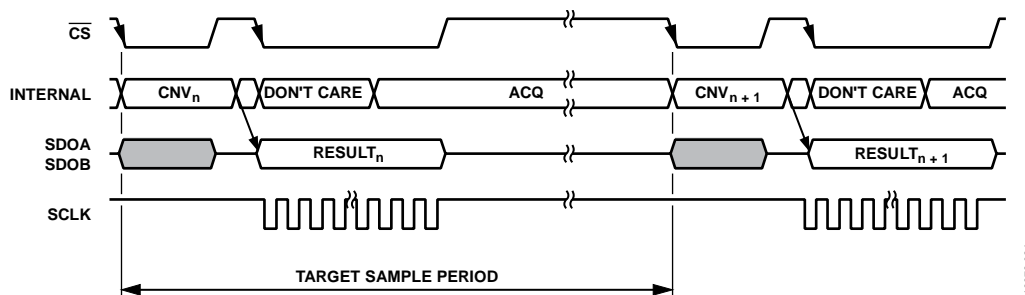 CS
INTERNAL CNVn DON'T CARE ACQ CNVn + 1 DON'T CARE ACQ
SDOA
SDOB
RESULTn RESULTn + 1
SCLK
TARGET SAMPLE PERIOD